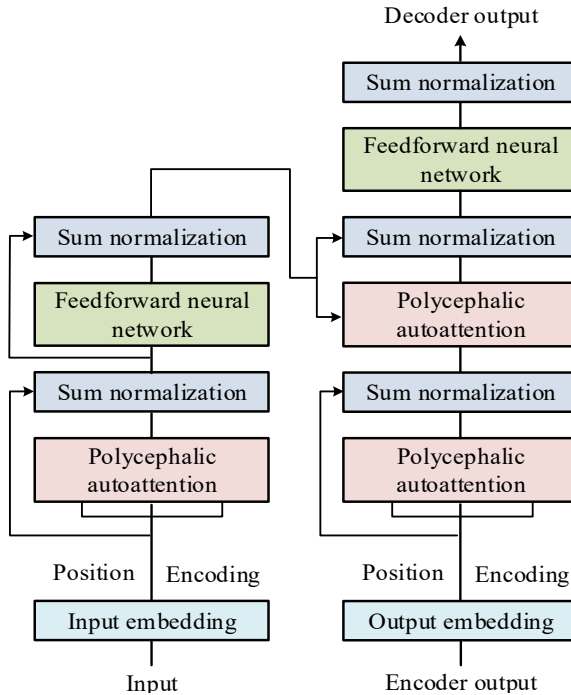 Decoder output
Sum normalization
Feedforward neural
network
Sum normalization
Polycephalic
autoattention
Sum normalization
Polycephalic
autoattention
Position Encoding
Output embedding
Encoder output
Sum normalization
Feedforward neural
network
Sum normalization
Polycephalic
autoattention
Position Encoding
Input embedding
Input